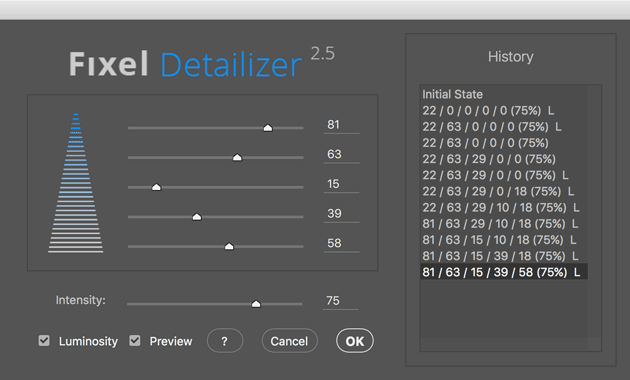 Fıxel Detailizer 2.5
81
63
15
39
58
Intensity: 75
Luminosity Preview ? Cancel OK
History
Initial State
22 / 0 / 0 / 0 / 0 (75%) L
22 / 63 / 0 / 0 / 0 (75%) L
22 / 63 / 0 / 0 / 0 (75%)
22 / 63 / 29 / 0 / 0 (75%)
22 / 63 / 29 / 0 / 0 (75%) L
22 / 63 / 29 / 0 / 18 (75%) L
22 / 63 / 29 / 10 / 18 (75%) L
81 / 63 / 29 / 10 / 18 (75%) L
81 / 63 / 15 / 10 / 18 (75%) L
81 / 63 / 15 / 39 / 18 (75%) L
81 / 63 / 15 / 39 / 58 (75%) L